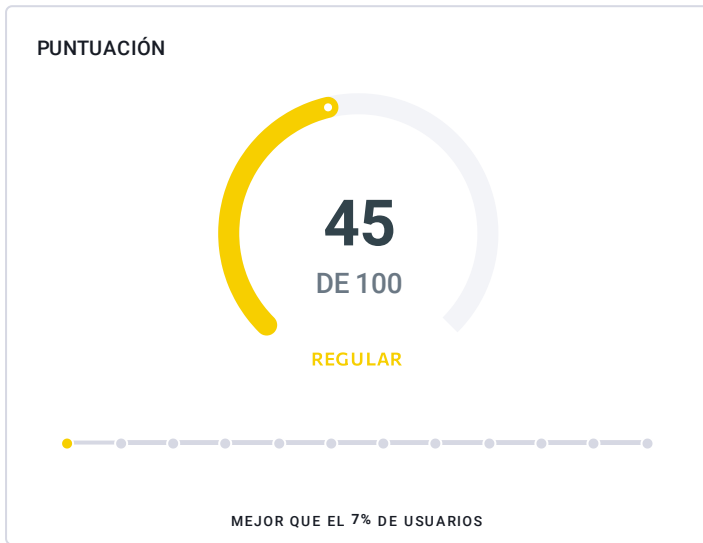 PUNTUACIÓN
45
DE 100
REGULAR
MEJOR QUE EL 7% DE USUARIOS